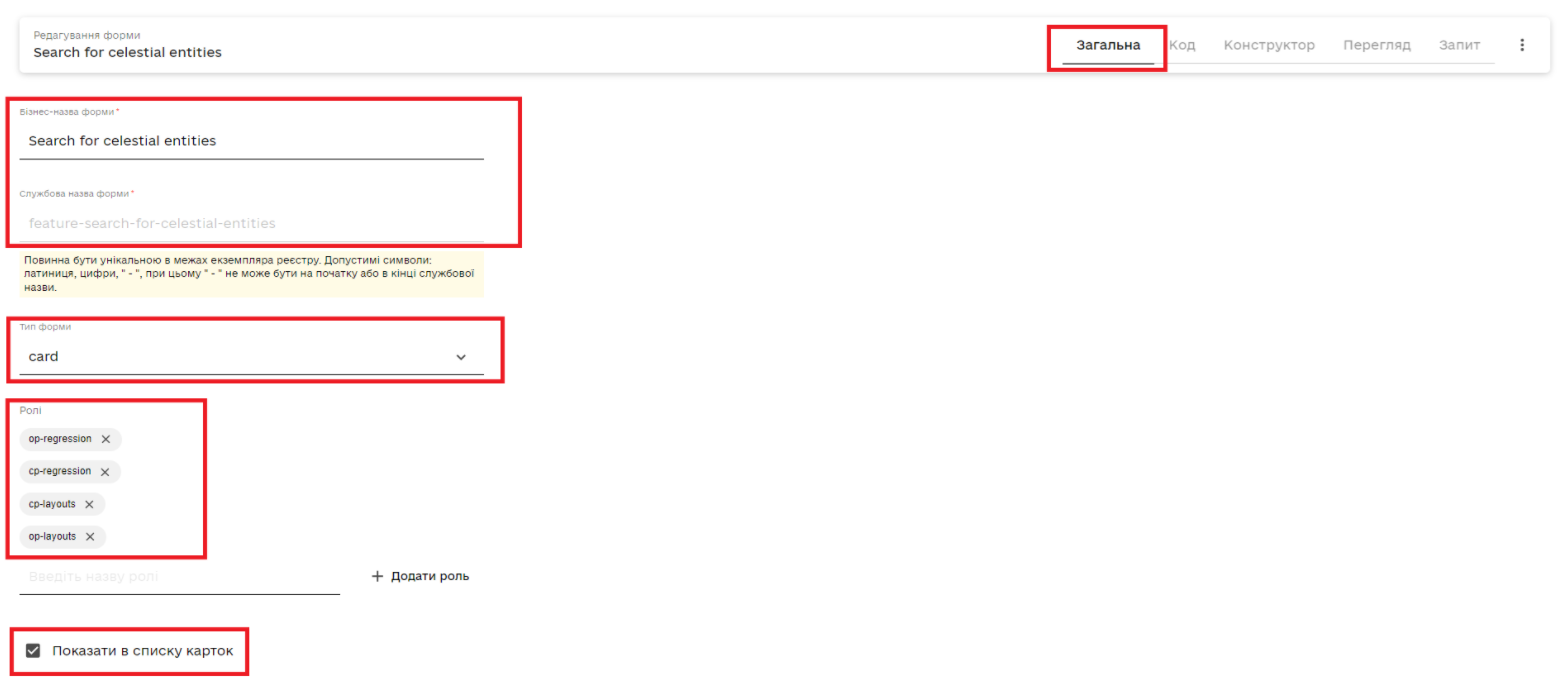 Редагування форми
Search for celestial entities
Загальна Код Конструктор Перегляд Запит
Бізнес-назва форми*
Search for celestial entities
Службова назва форми*
feature-search-for-celestial-entities
Повинна бути унікальною в межах екземпляра реєстру. Допустимі символи:
латиниця, цифри, " - ", при цьому " - " не може бути на початку або в кінці службової
назви.
Тип форми
card
Ролі
op-regression
cp-regression
cp-layouts
op-layouts
Введіть назву ролі
+ Додати роль
Показати в списку карток